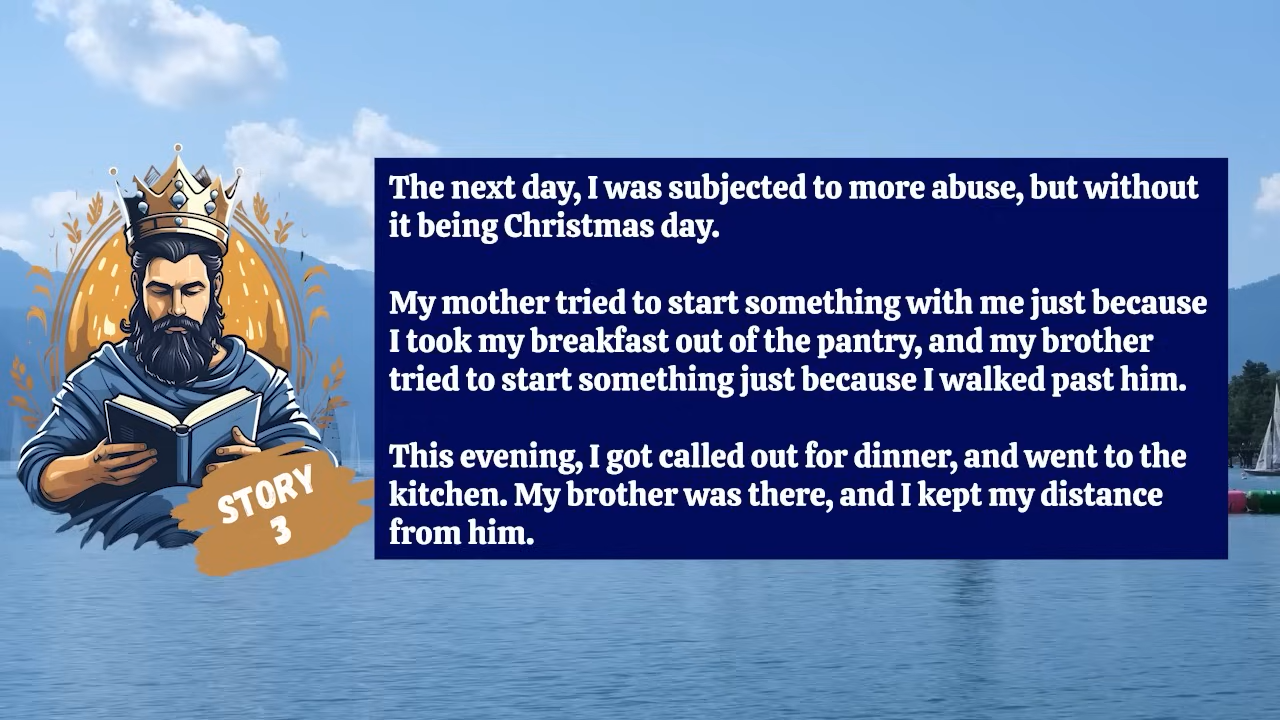 The next day, I was subjected to more abuse, but without
it being Christmas day.
My mother tried to start something with me just because
I took my breakfast out of the pantry, and my brother
tried to start something just because I walked past him.
This evening, I got called out for dinner, and went to the
kitchen. My brother was there, and I kept my distance
from him.
STORY
3